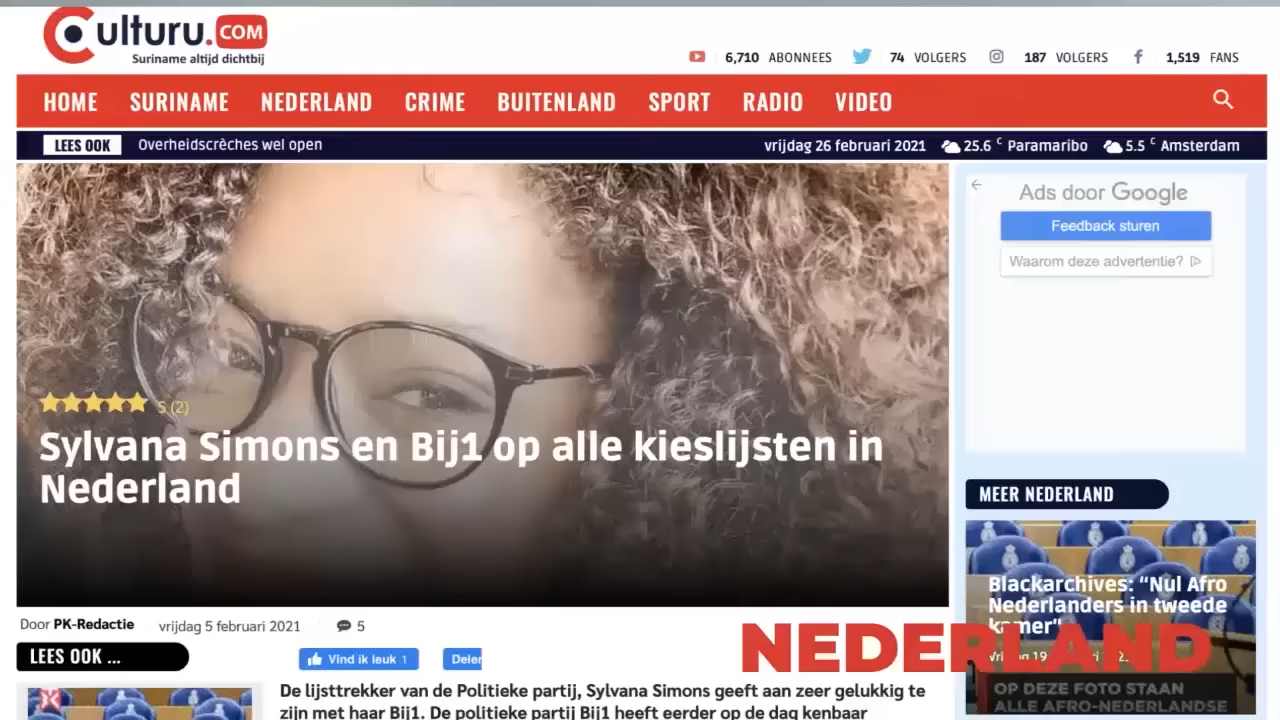 Culturu.COM
Suriname altijd dichtbij
6,710 ABONNEES 74 VOLGERS 187 VOLGERS 1,519 FANS
HOME SURINAME NEDERLAND CRIME BUITENLAND SPORT RADIO VIDEO
LEES OOK Overheidscrèches wel open vrijdag 26 februari 2021 25.6 C Paramaribo 5.5 C Amsterdam
Ads door Google
Feedback sturen
Waarom deze advertentie?
5 (2)
Sylvana Simons en Bij1 op alle kieslijsten in
Nederland
MEER NEDERLAND
Blackarchives: “Nul Afro
Nederlanders in tweede
kamer”
NEDERLAND
OP DEZE FOTO STAAN
ALLE AFRO-NEDERLANDSE
Door PK-Redactie vrijdag 5 februari 2021 5
LEES OOK ...
Vind ik leuk 1 Deler
De lijsttrekker van de Politieke partij, Sylvana Simons geeft aan zeer gelukkig te
zijn met haar Bij1. De politieke partij Bij1 heeft eerder op de dag kenbaar